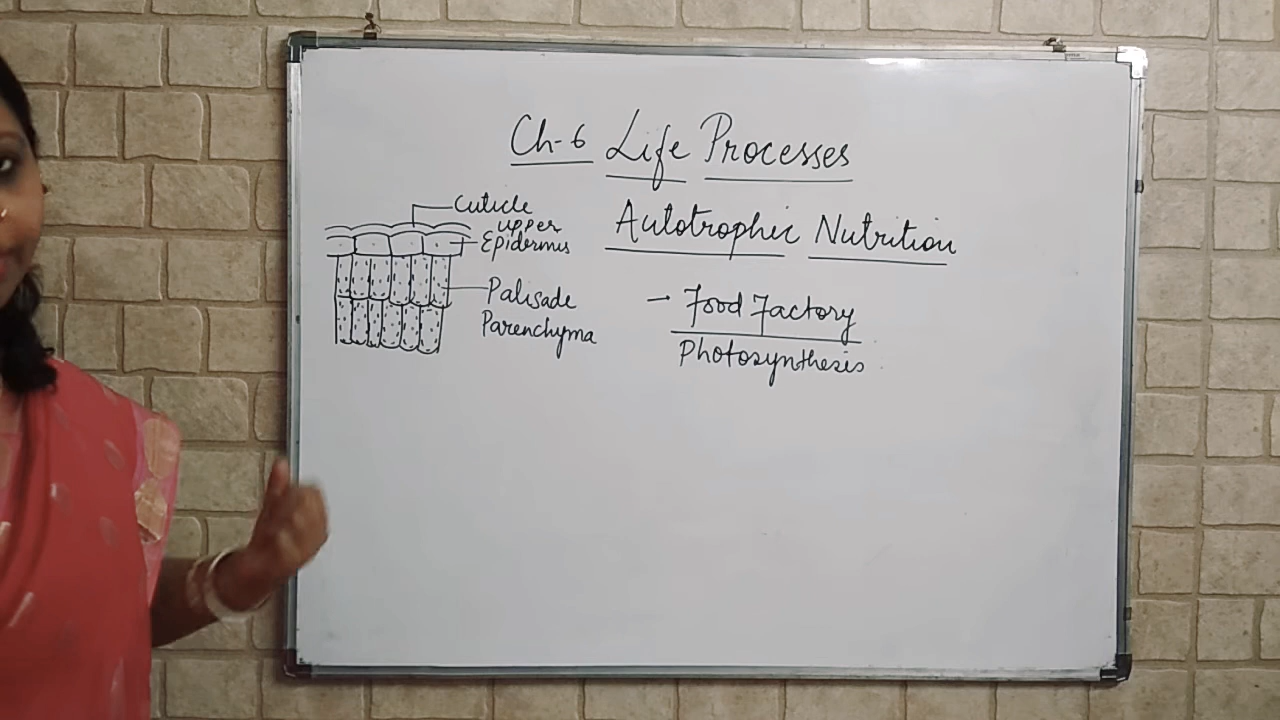 Ch-6 Life Processes
Autotrophic Nutrition
Cuticle
upper
Epidermis
Palisade
Parenchyma
→ Food Factory
Photosynthesis